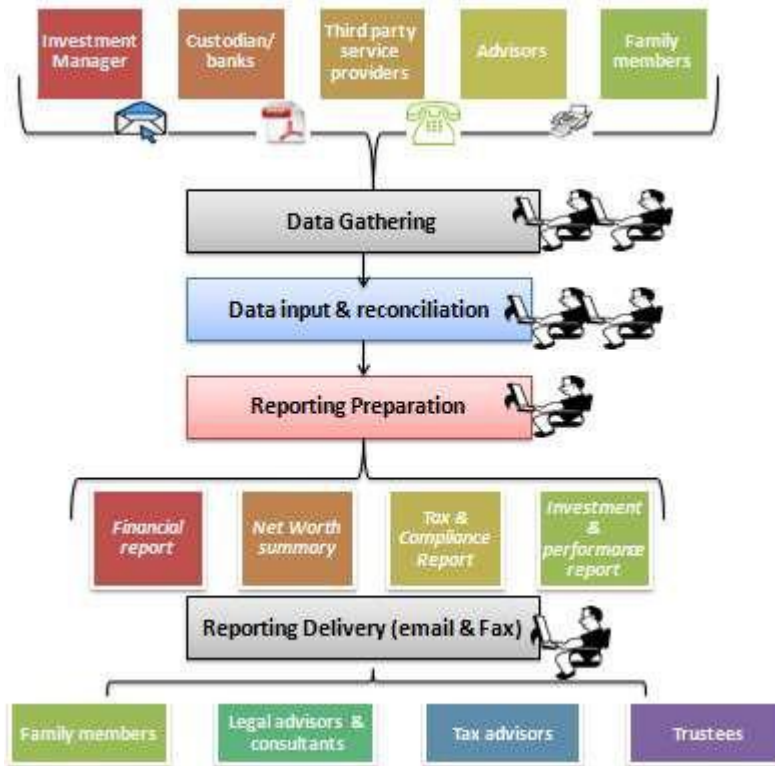 Investment
Manager
Custodian/
banks
Third party
service
providers
Advisors
Family
members
Data Gathering
Data input & reconciliation
Reporting Preparation
Financial
report
Net Worth
summary
Tax &
Compliance
Report
Investment
&
performance
report
Reporting Delivery (email & Fax)
Family members
Legal advisors &
consultants
Tax advisors
Trustees